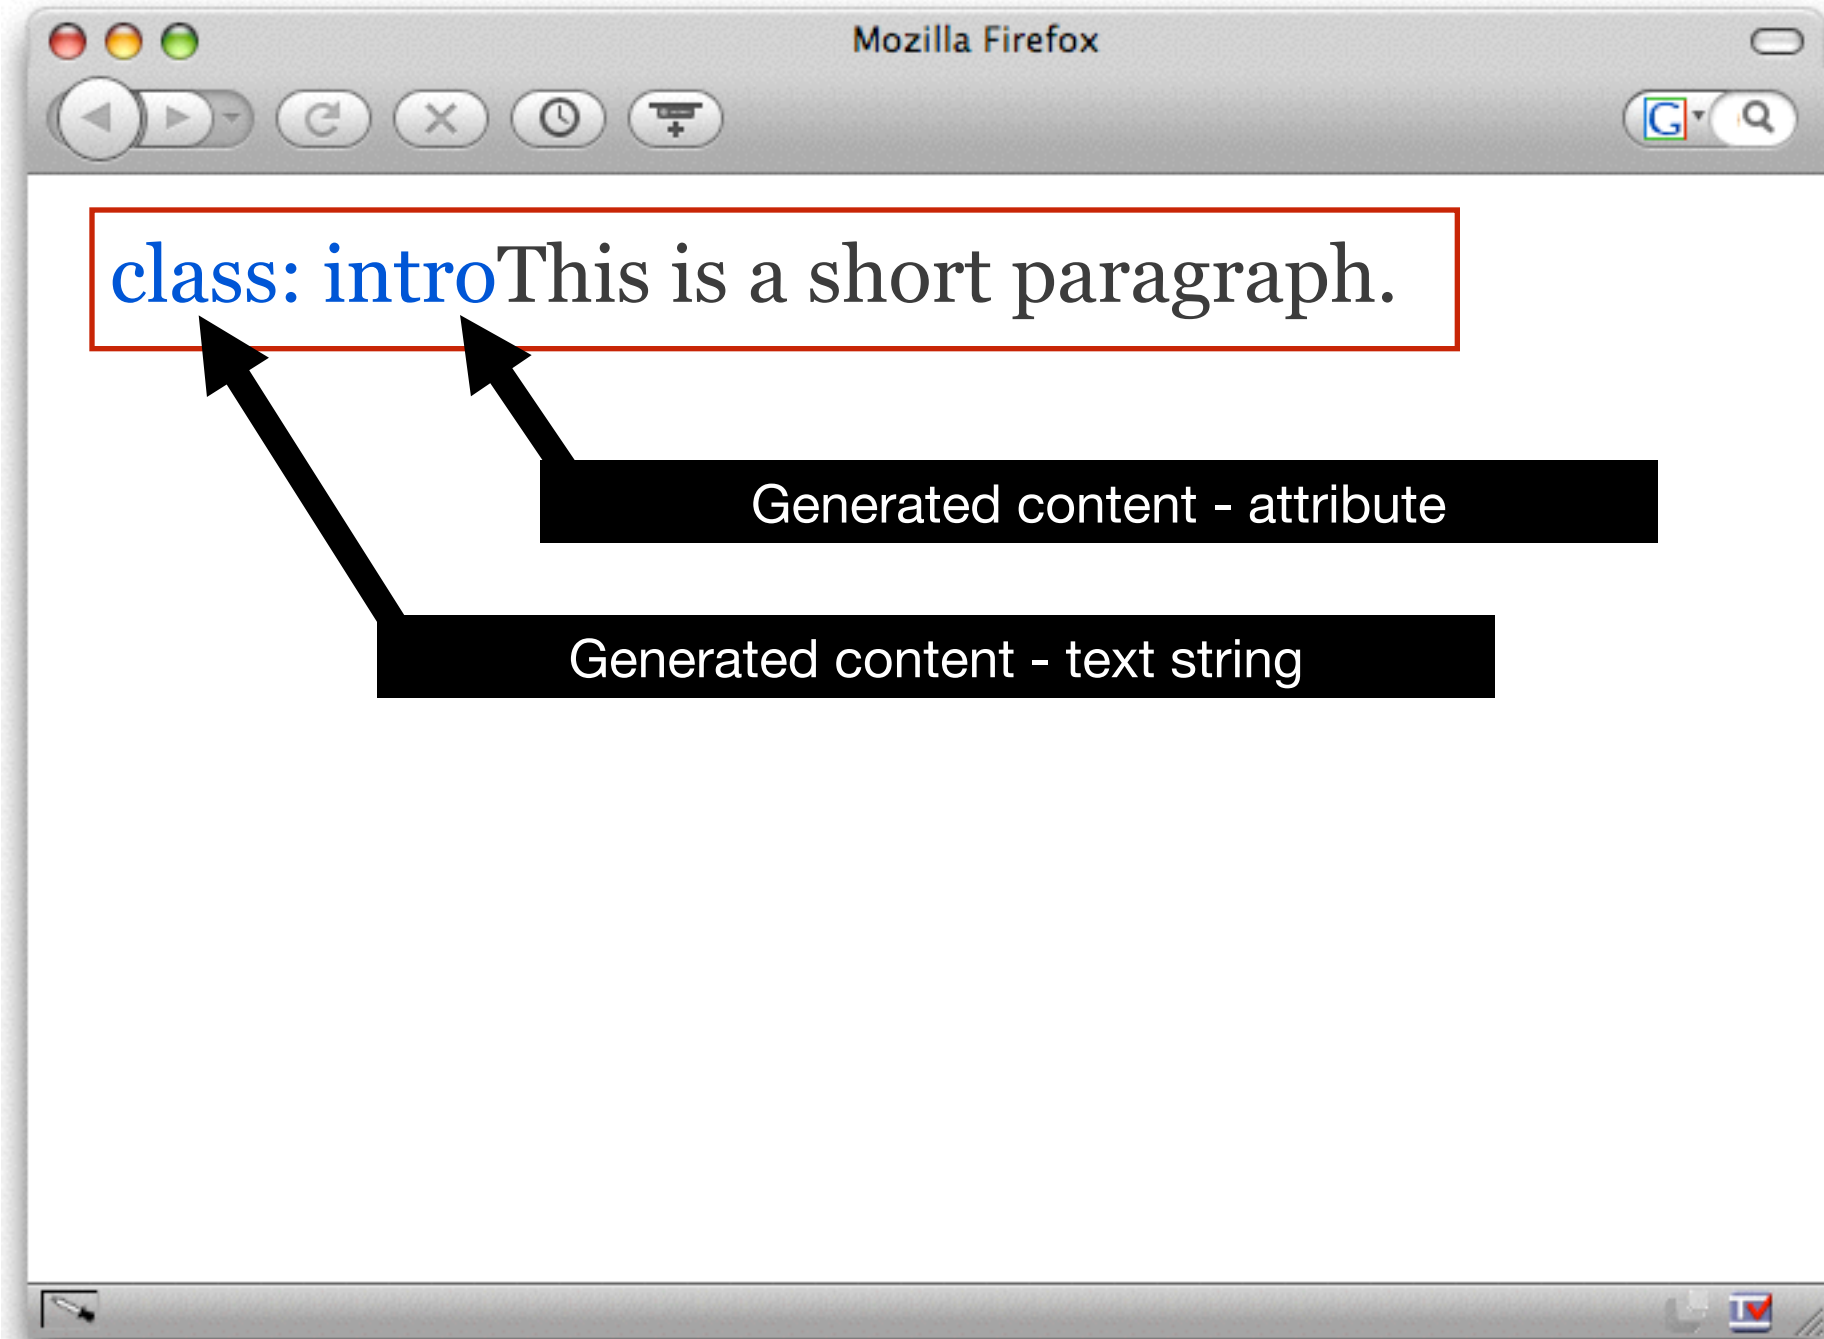 Mozilla Firefox
G
class: introThis is a short paragraph.
Generated content - attribute
Generated content - text string